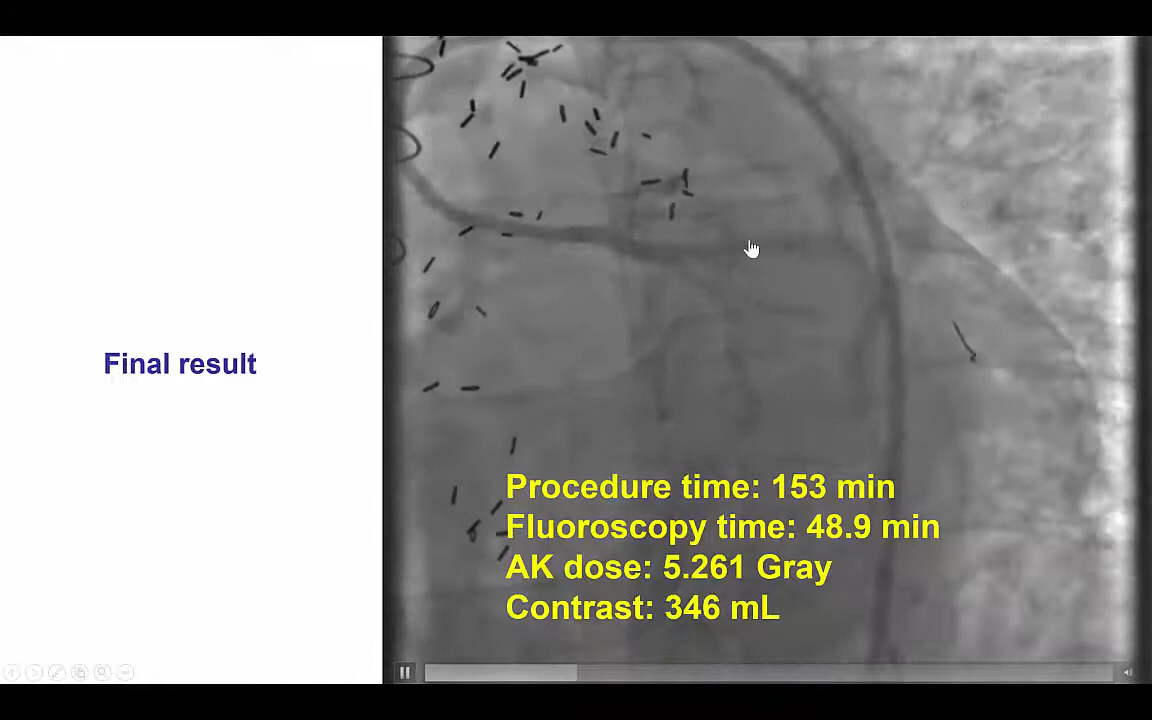 Final result
Procedure time: 153 min
Fluoroscopy time: 48.9 min
AK dose: 5.261 Gray
Contrast: 346 mL